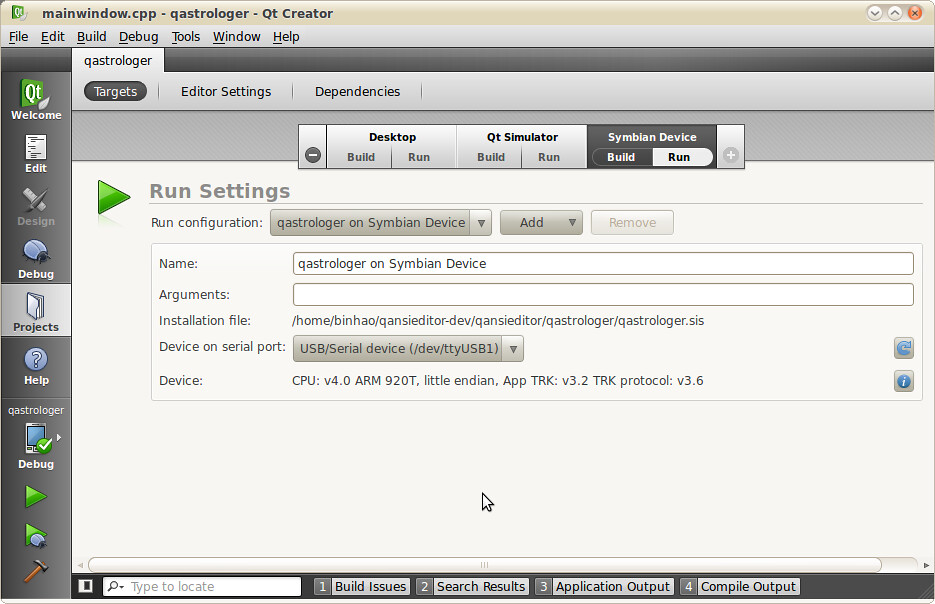 mainwindow.cpp - qastrologer - Qt Creator
File Edit Build Debug Tools Window Help
qastrologer
Targets Editor Settings Dependencies
Qt
Welcome
Edit
Design
Debug
Projects
Help
qastrologer
Debug
Desktop Qt Simulator Symbian Device
Build Run Build Run Build Run
Run Settings
Run configuration: qastrologer on Symbian Device Add Remove
Name: qastrologer on Symbian Device
Arguments:
Installation file: /home/binhao/qansieditor-dev/qansieditor/qastrologer/qastrologer.sis
Device on serial port: USB/Serial device (/dev/ttyUSB1)
Device: CPU: v4.0 ARM 920T, little endian, App TRK: v3.2 TRK protocol: v3.6
Type to locate 1 Build Issues 2 Search Results 3 Application Output 4 Compile Output